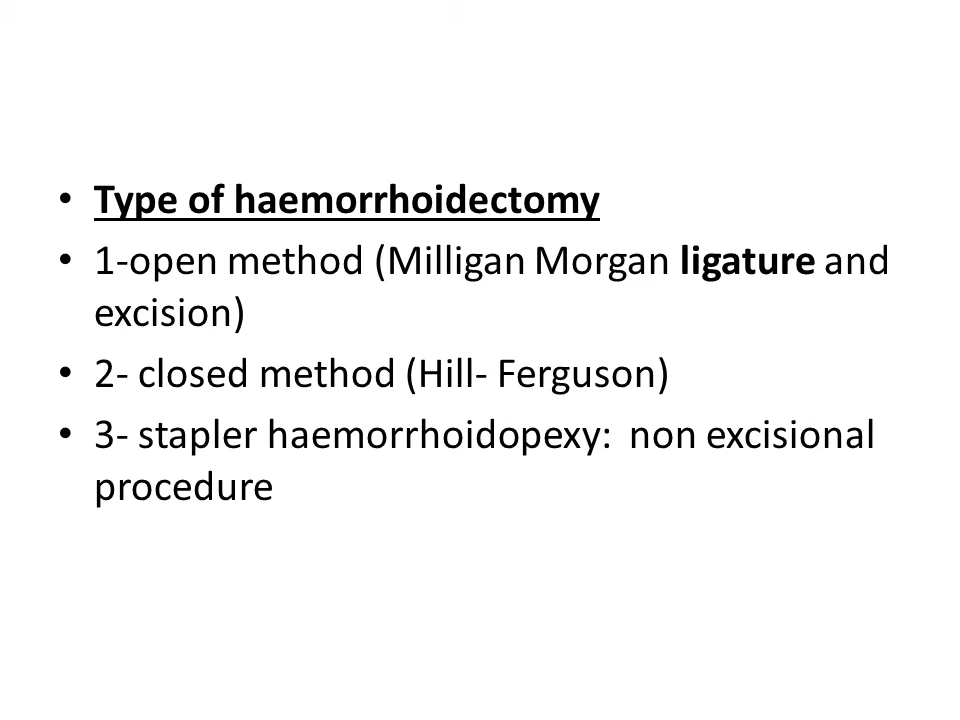 • Type of haemorrhoidectomy
• 1-open method (Milligan Morgan ligature and
excision)
• 2- closed method (Hill- Ferguson)
• 3- stapler haemorrhoidopexy:  non excisional
procedure